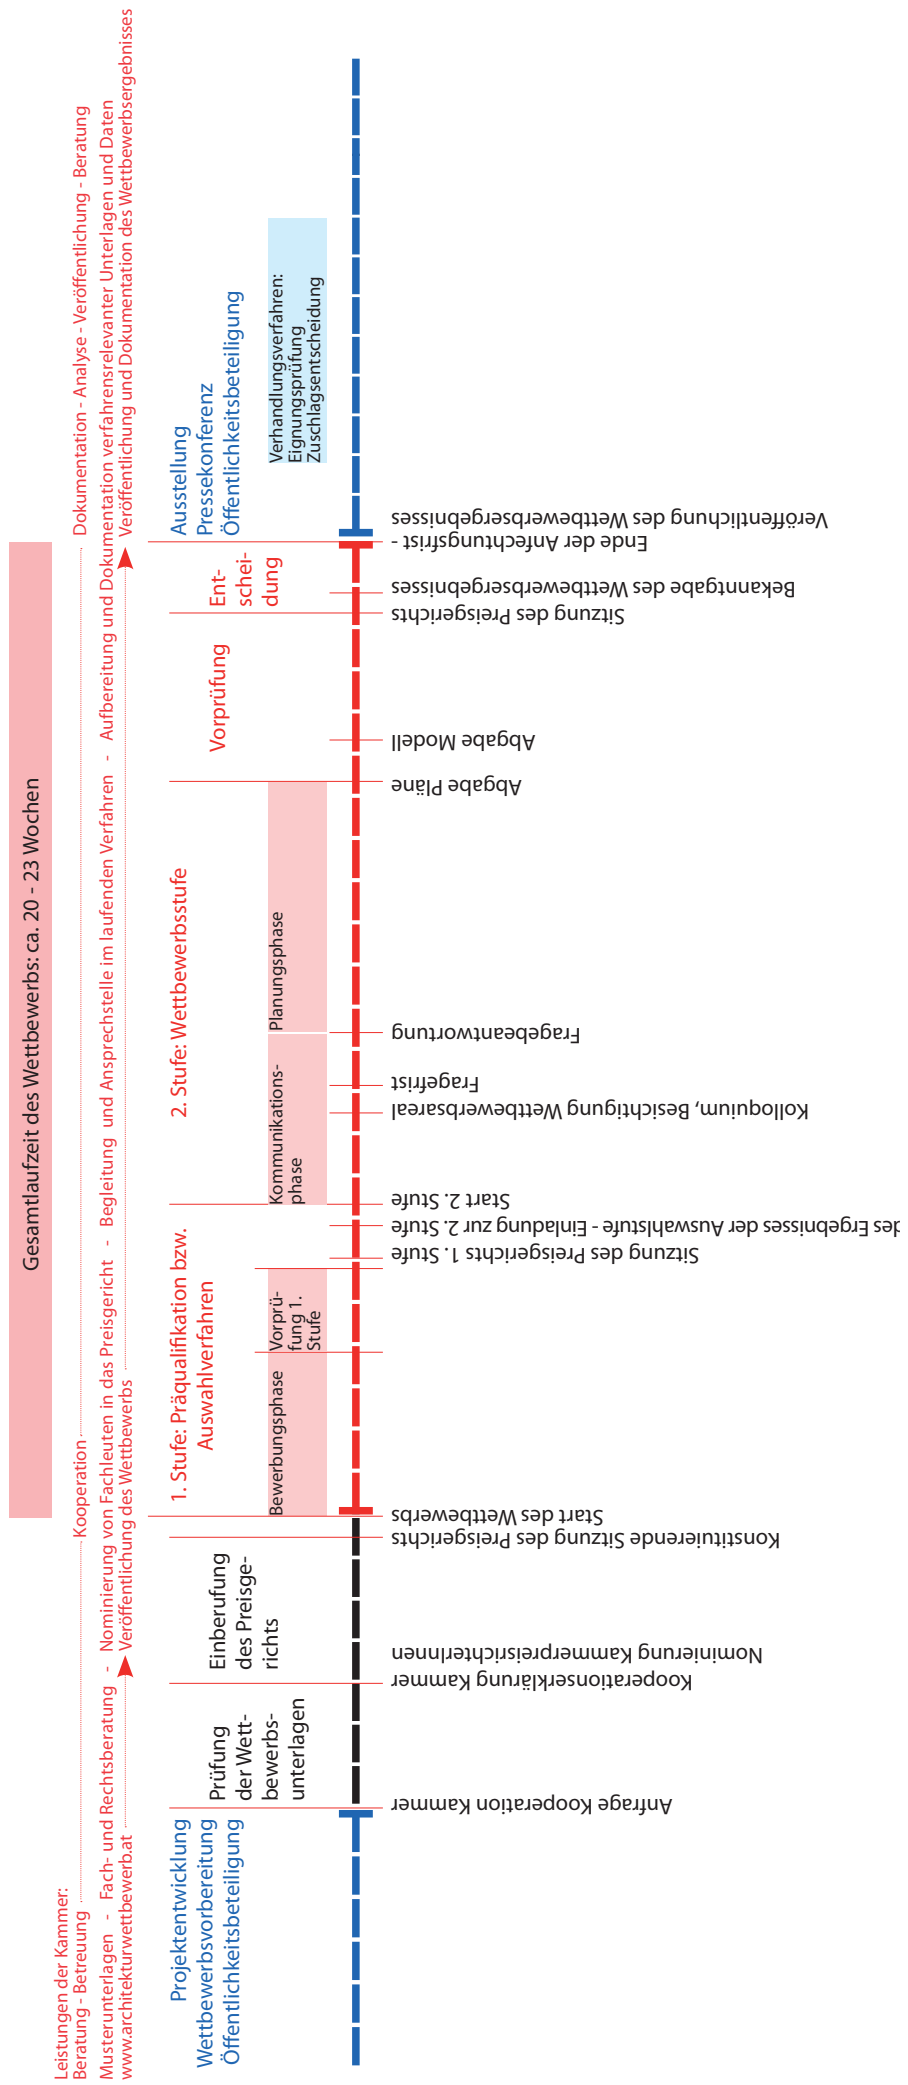 Gesamtlaufzeit des Wettbewerbs: ca. 20 - 23 Wochen
Leistungen der Kammer:
Beratung - Betreuung
Kooperation
Dokumentation - Analyse - Veröffentlichung - Beratung
Musterunterlagen - Fach- und Rechtsberatung - Nominierung von Fachleuten in das Preisgericht - Begleitung und Ansprechstelle im laufenden Verfahren - Aufbereitung und Dokumentation verfahrensrelevanter Unterlagen und Daten
www.architekturwettbewerb.at
Veröffentlichung des Wettbewerbs
Veröffentlichung und Dokumentation des Wettbewerbsergebnisses
Projektentwicklung
Wettbewerbsvorbereitung
Öffentlichkeitsbeteiligung
Prüfung
der Wett-
bewerbs-
unterlagen
Einberufung
des Preisge-
richts
1. Stufe: Präqualifikation bzw.
Auswahlverfahren
Bewerbungsphase
Vorprü-
fung 1.
Stufe
2. Stufe: Wettbewerbsstufe
Kommunikations-
phase
Planungsphase
Vorprüfung
Ent-
schei-
dung
Ausstellung
Pressekonferenz
Öffentlichkeitsbeteiligung
Verhandlungsverfahren:
Eignungsprüfung
Zuschlagsentscheidung
Anfrage Kooperation Kammer
Kooperationserklärung Kammer
Nominierung KammerpreisrichterInnen
Konstituierende Sitzung des Preisgerichts
Start des Wettbewerbs
Sitzung des Preisgerichts 1. Stufe
des Ergebnisses der Auswahlstufe - Einladung zur 2. Stufe
Start 2. Stufe
Kolloquium, Besichtigung Wettbewerbsareal
Fragefrist
Fragebeantwortung
Abgabe Pläne
Abgabe Modell
Sitzung des Preisgerichts
Bekanntgabe des Wettbewerbsergebnisses
Ende der Anfechtungsfrist -
Veröffentlichung des Wettbewerbsergebnisses